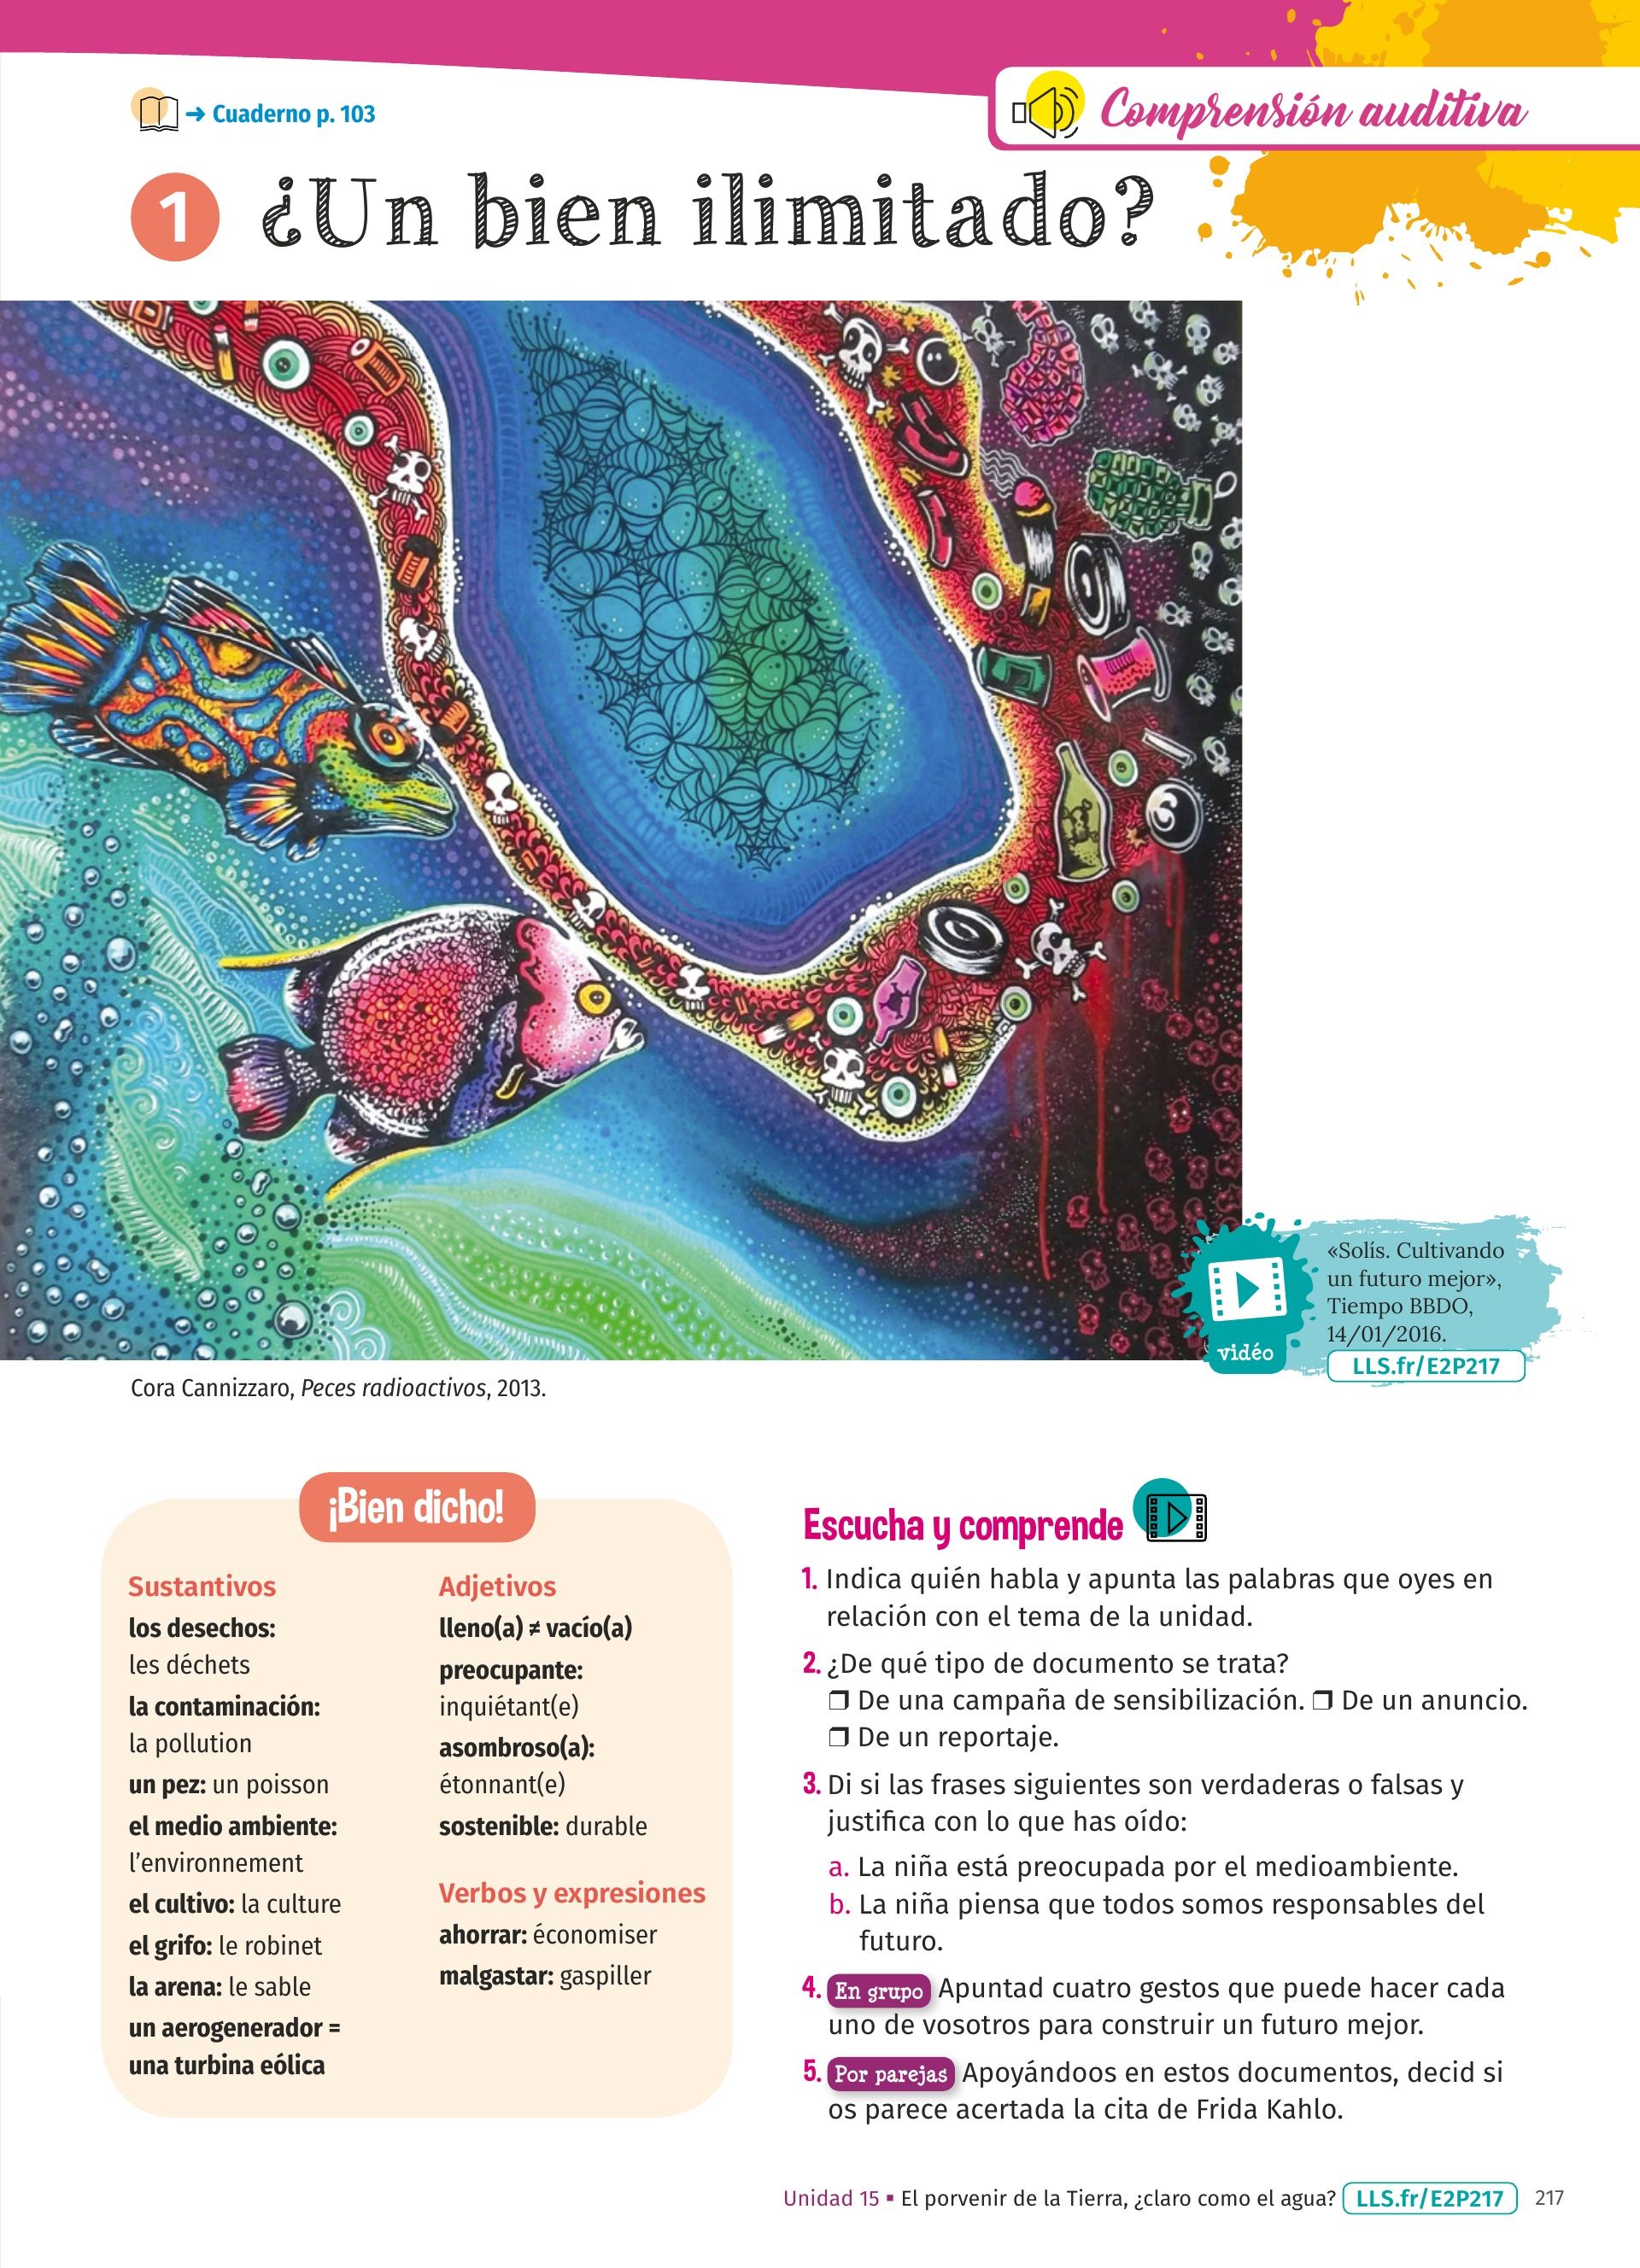 ➜ Cuaderno p. 103
Comprensión auditiva
1 ¿Un bien ilimitado?
«Solís. Cultivando
un futuro mejor»,
Tiempo BBDO,
14/01/2016.
vidéo
LLS.fr/E2P217
Cora Cannizzaro, Peces radioactivos, 2013.
¡Bien dicho!
Sustantivos
los desechos:
les déchets
la contaminación:
la pollution
un pez: un poisson
el medio ambiente:
l’environnement
el cultivo: la culture
el grifo: le robinet
la arena: le sable
un aerogenerador =
una turbina eólica
Adjetivos
lleno(a) ≠ vacío(a)
preocupante:
inquiétant(e)
asombroso(a):
étonnant(e)
sostenible: durable
Verbos y expresiones
ahorrar: économiser
malgastar: gaspiller
Escucha y comprende
1. Indica quién habla y apunta las palabras que oyes en
relación con el tema de la unidad.
2. ¿De qué tipo de documento se trata?
❒ De una campaña de sensibilización. ❒ De un anuncio.
❒ De un reportaje.
3. Di si las frases siguientes son verdaderas o falsas y
justifica con lo que has oído:
a. La niña está preocupada por el medioambiente.
b. La niña piensa que todos somos responsables del
futuro.
4. En grupo Apuntad cuatro gestos que puede hacer cada
uno de vosotros para construir un futuro mejor.
5. Por parejas Apoyándoos en estos documentos, decid si
os parece acertada la cita de Frida Kahlo.
Unidad 15 ▪ El porvenir de la Tierra, ¿claro como el agua? LLS.fr/E2P217 217